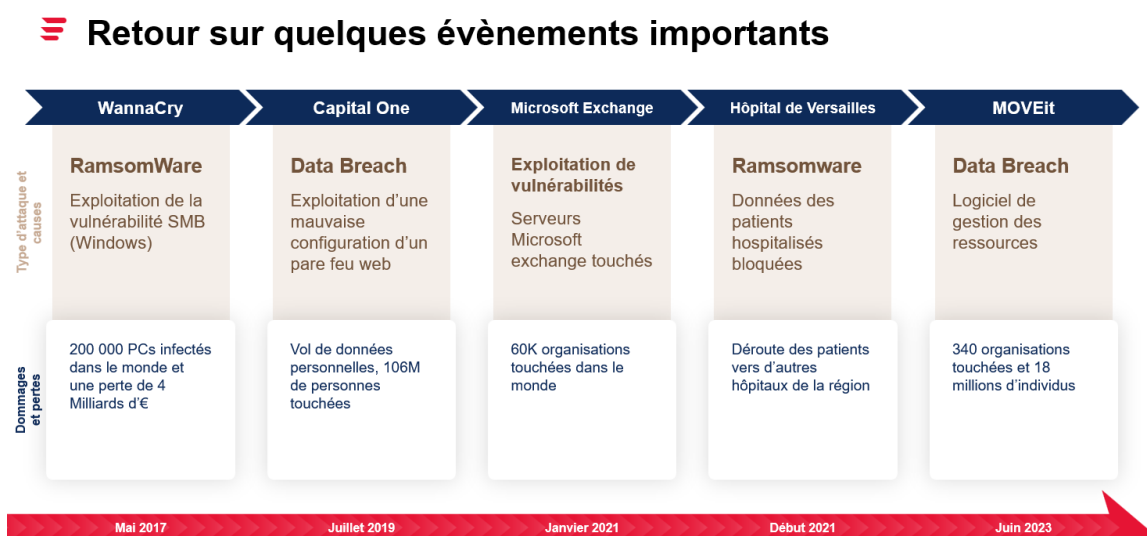 Retour sur quelques évènements importants
WannaCry
Capital One
Microsoft Exchange
Hôpital de Versailles
MOVEit
Type d'attaque et
causes
RamsomWare
Exploitation de la
vulnérabilité SMB
(Windows)
Data Breach
Exploitation d'une
mauvaise
configuration d'un
pare feu web
Exploitation de
vulnérabilités
Serveurs
Microsoft
exchange touchés
Ramsomware
Données des
patients
hospitalisés
bloquées
Data Breach
Logiciel de
gestion des
ressources
Dommages
et pertes
200 000 PCs infectés
dans le monde et
une perte de 4
Milliards d'€
Vol de données
personnelles, 106M
de personnes
touchées
60K organisations
touchées dans le
monde
Déroute des patients
vers d'autres
hôpitaux de la région
340 organisations
touchées et 18
millions d'individus
Mai 2017
Juillet 2019
Janvier 2021
Début 2021
Juin 2023